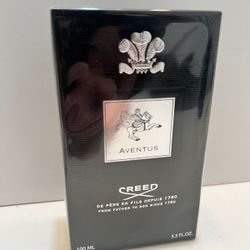 AVENTUS
CREED
DE PÈRE EN FILS DEPUIS 1760
FROM FATHER TO SON SINCE 1760
100 ML
3.3 FL.OZ.